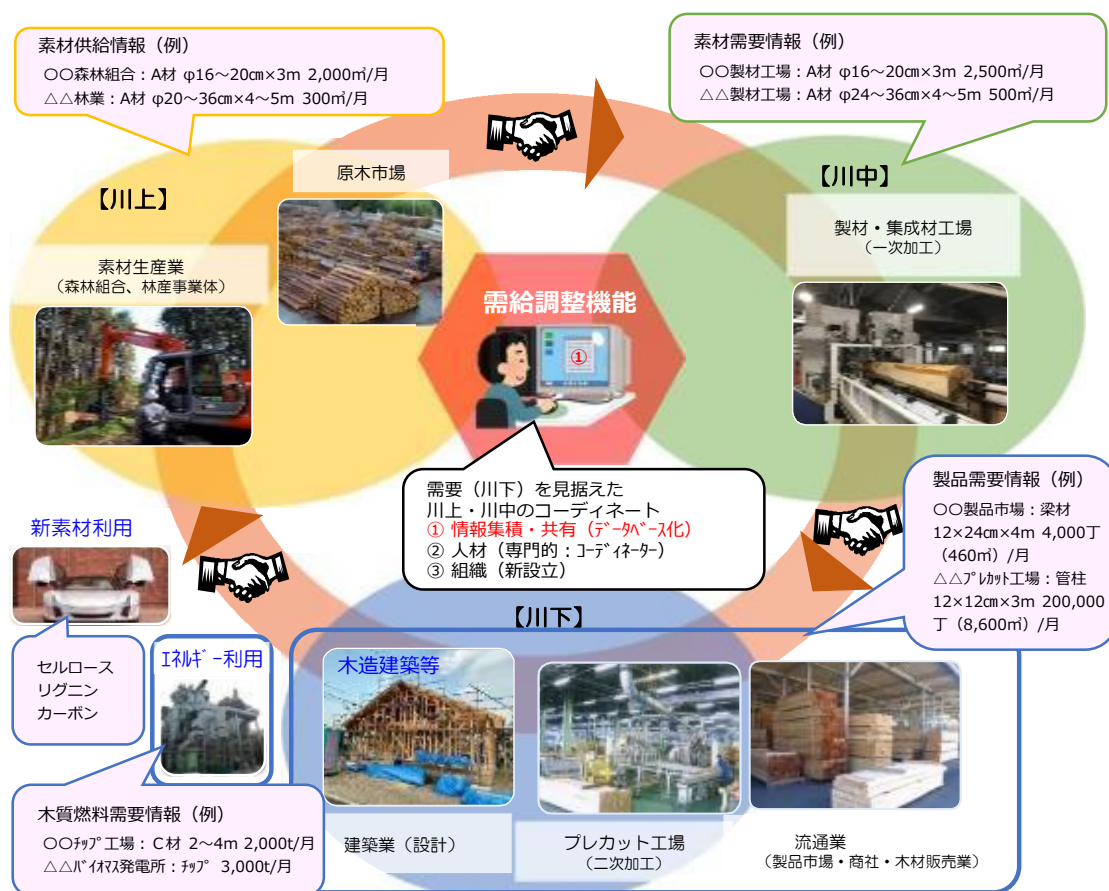 素材供給情報（例）
〇〇森林組合：A材 φ16～20㎝×3m 2,000㎥/月
△△林業：A材 φ20～36㎝×4～5m 300㎥/月
素材需要情報（例）
〇〇製材工場：A材 φ16～20㎝×3m 2,500㎥/月
△△製材工場：A材 φ24～36㎝×4～5m 500㎥/月
【川上】
原木市場
素材生産業
（森林組合、林産事業体）
【川中】
製材・集成材工場
（一次加工）
需給調整機能
①
需要（川下）を見据えた
川上・川中のコーディネート
① 情報集積・共有（ﾃﾞｰﾀﾍﾞｰｽ化）
② 人材（専門的：ｺｰﾃﾞｨﾈｰﾀｰ）
③ 組織（新設立）
製品需要情報（例）
〇〇製品市場：梁材
12×24㎝×4m 4,000丁
（460㎥）/月
△△ﾌﾟﾚｶｯﾄ工場：管柱
12×12㎝×3m 200,000
丁（8,600㎥）/月
新素材利用
セルロース
リグニン
カーボン
ｴﾈﾙｷﾞｰ利用
木質燃料需要情報（例）
〇〇ﾁｯﾌﾟ工場：C材 2～4m 2,000t/月
△△ﾊﾞｲｵﾏｽ発電所：ﾁｯﾌﾟ 3,000t/月
【川下】
木造建築等
建築業（設計）
プレカット工場
（二次加工）
流通業
（製品市場・商社・木材販売業）